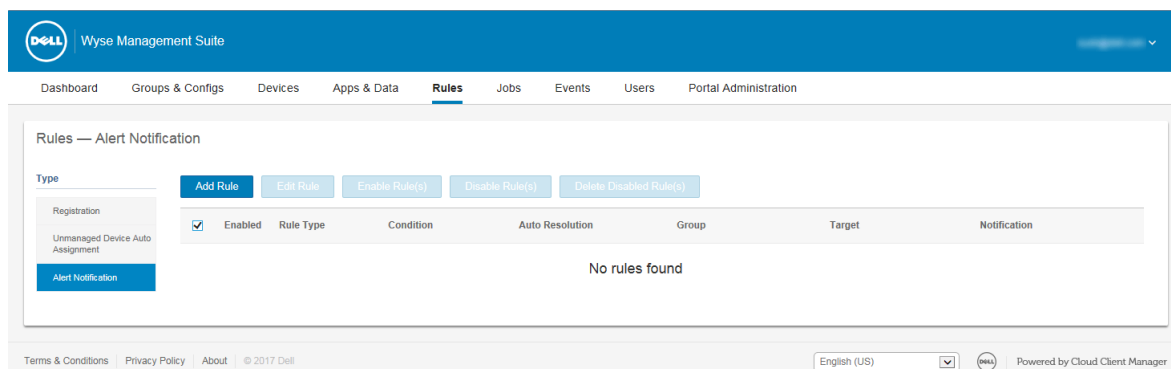 DELL Wyse Management Suite
Dashboard Groups & Configs Devices Apps & Data Rules Jobs Events Users Portal Administration
Rules — Alert Notification
Type
Registration
Unmanaged Device Auto
Assignment
Alert Notification
Add Rule Edit Rule Enable Rule(s) Disable Rule(s) Delete Disabled Rule(s)
Enabled Rule Type Condition Auto Resolution Group Target Notification
No rules found
Terms & Conditions Privacy Policy About © 2017 Dell
English (US) DELL Powered by Cloud Client Manager